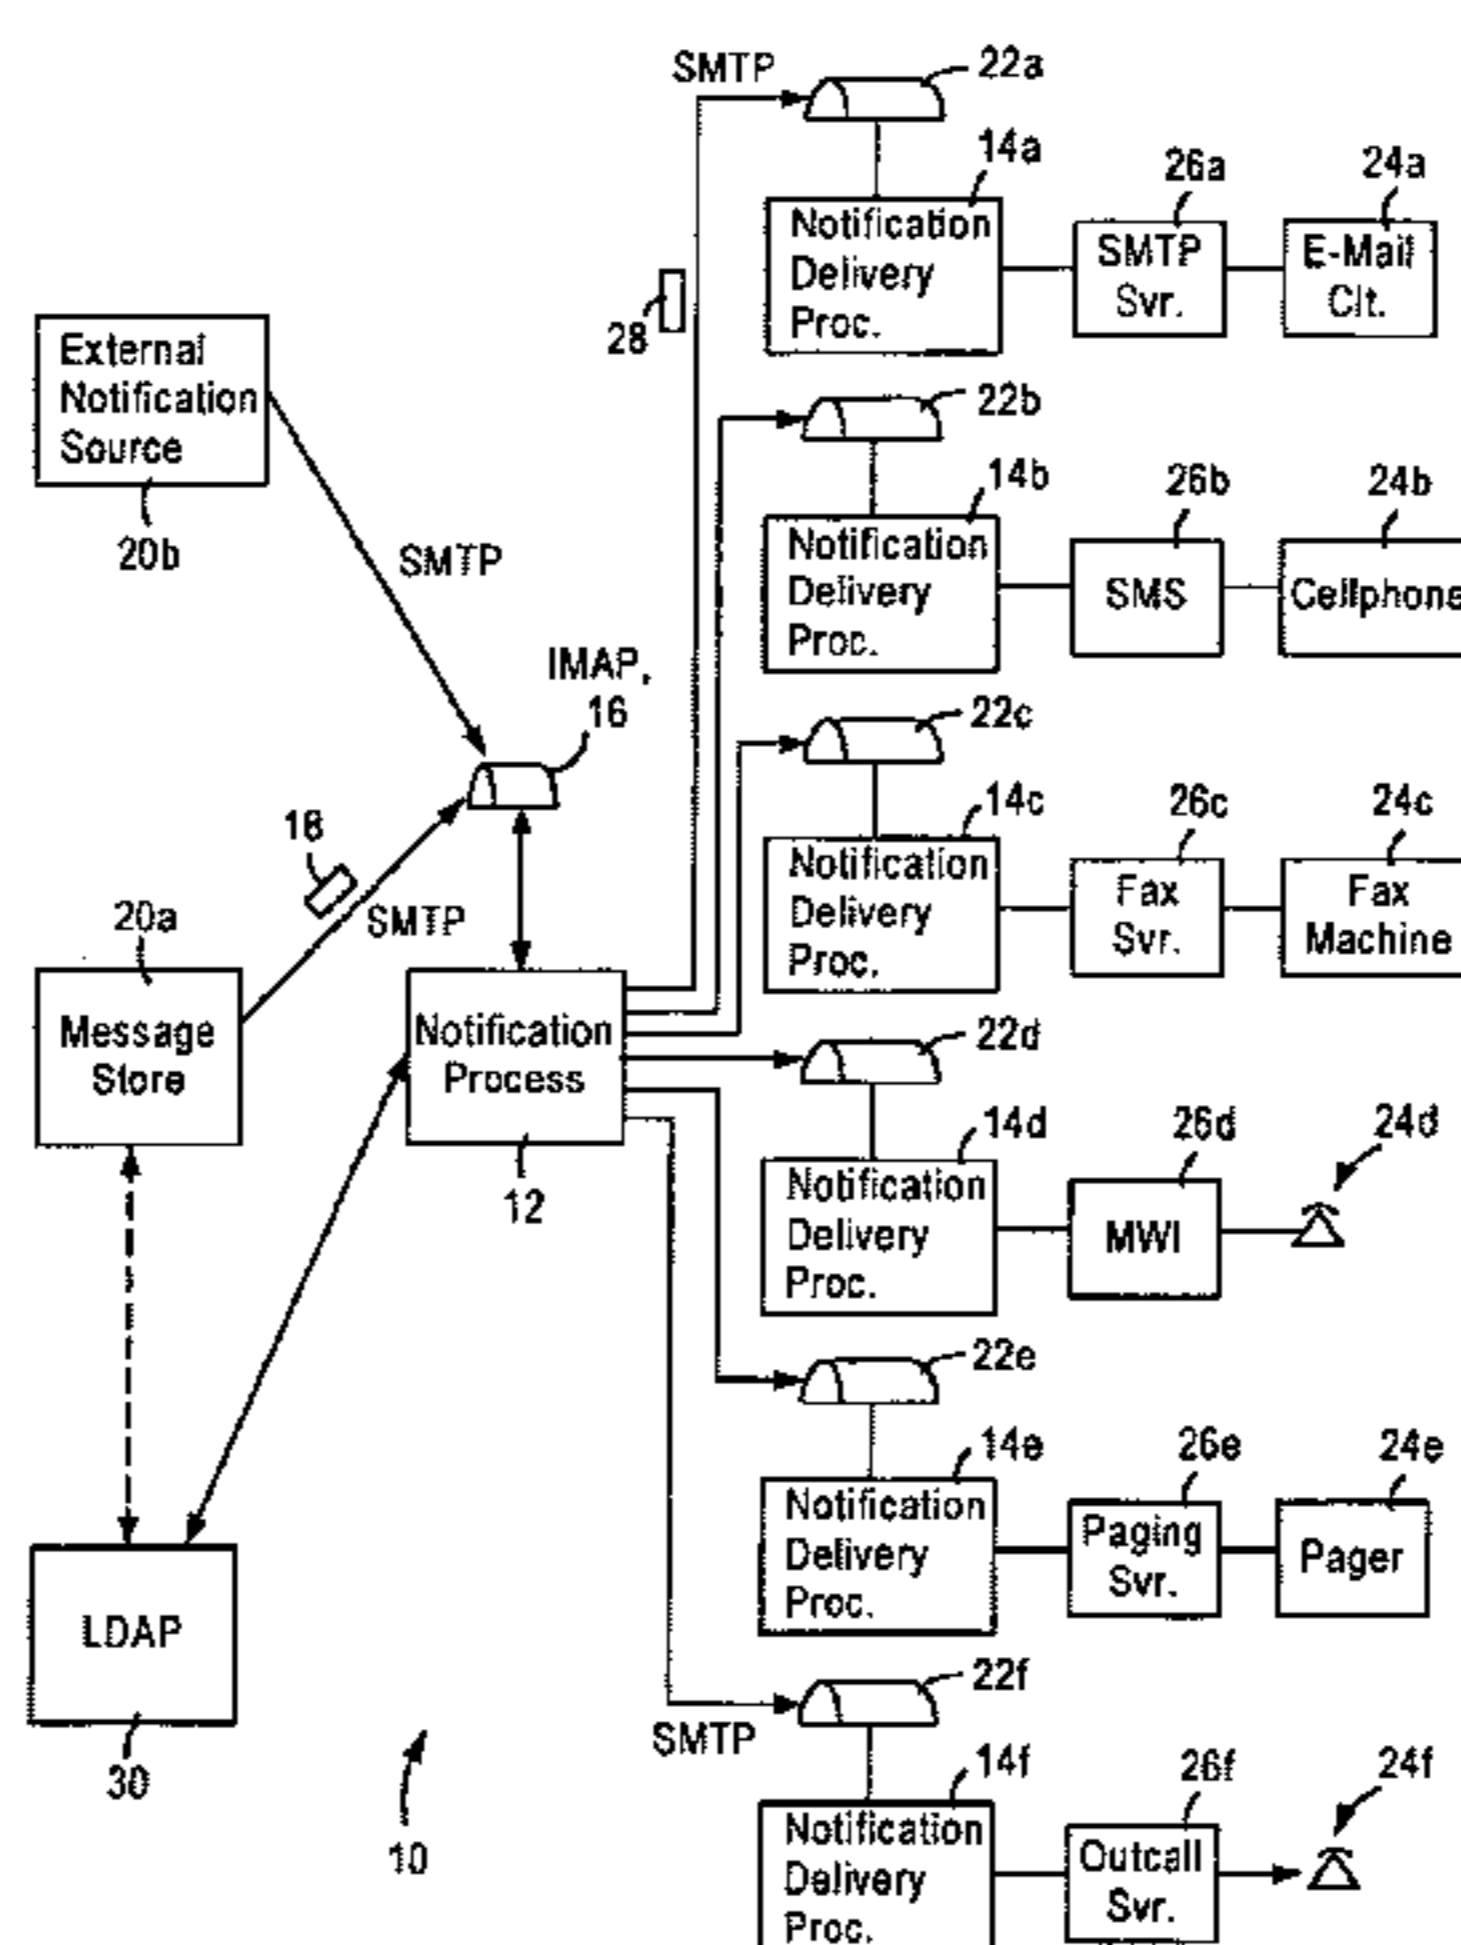 SMTP
22a
14a
26a
24a
Notification
Delivery
Proc.
SMTP
Svr.
E-Mail
Clt.
28
External
Notification
Source
20b
SMTP
22b
14b
26b
24b
Notification
Delivery
Proc.
SMS
Cellphone
IMAP,
16
22c
14c
26c
24c
Notification
Delivery
Proc.
Fax
Svr.
Fax
Machine
18
SMTP
20a
Message
Store
Notification
Process
12
22d
14d
26d
24d
Notification
Delivery
Proc.
MWI
22e
14e
26e
24e
Notification
Delivery
Proc.
Paging
Svr.
Pager
LDAP
30
10
SMTP
22f
14f
26f
24f
Notification
Delivery
Proc.
Outcall
Svr.